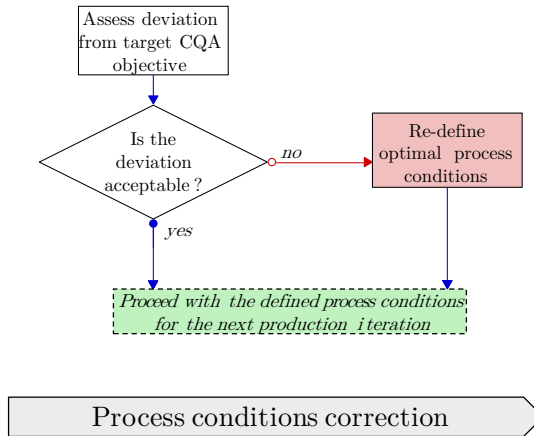 Assess deviation
from target CQA
objective
Is the
deviation
acceptable ?
no
Re-define
optimal process
conditions
yes
Proceed with the defined process conditions
for the next production iteration
Process conditions correction